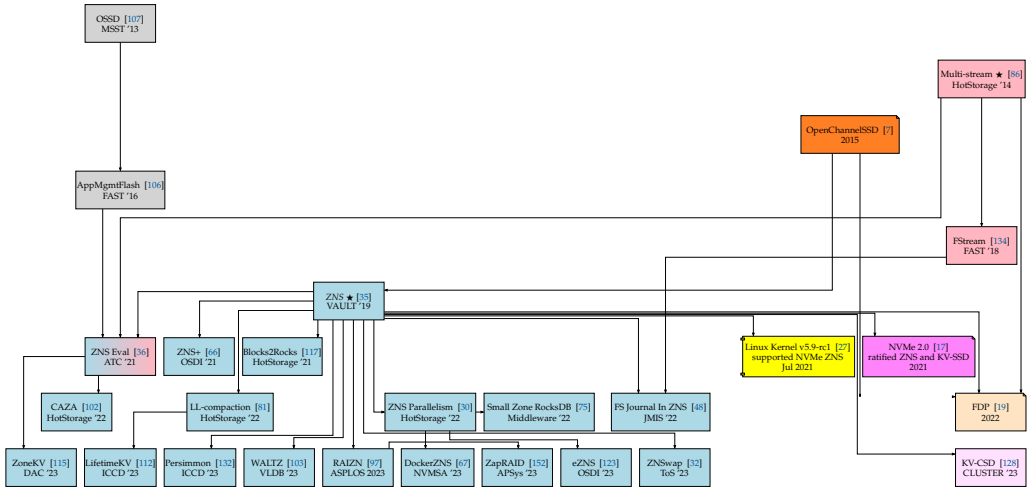 OSSD [107]
MSST '13
Multi-stream ★ [86]
HotStorage '14
OpenChannelSSD [7]
2015
AppMgmtFlash [106]
FAST '16
FStream [134]
FAST '18
ZNS ★ [35]
VAULT '19
ZNS Eval [36]
ATC '21
ZNS+ [66]
OSDI '21
Blocks2Rocks [117]
HotStorage '21
Linux Kernel v5.9-rc1 [27]
supported NVMe ZNS
Jul 2021
NVMe 2.0 [17]
ratified ZNS and KV-SSD
2021
CAZA [102]
HotStorage '22
LL-compaction [81]
HotStorage '22
ZNS Parallelism [30]
HotStorage '22
Small Zone RocksDB [75]
Middleware '22
FS Journal In ZNS [48]
JMIS '22
FDP [19]
2022
ZoneKV [115]
DAC '23
LifetimeKV [112]
ICCD '23
Persimmon [132]
ICCD '23
WALTZ [103]
VLDB '23
RAIZN [97]
ASPLOS 2023
DockerZNS [67]
NVMSA '23
ZapRAID [152]
APSys '23
eZNS [123]
OSDI '23
ZNSwap [32]
ToS '23
KV-CSD [128]
CLUSTER '23